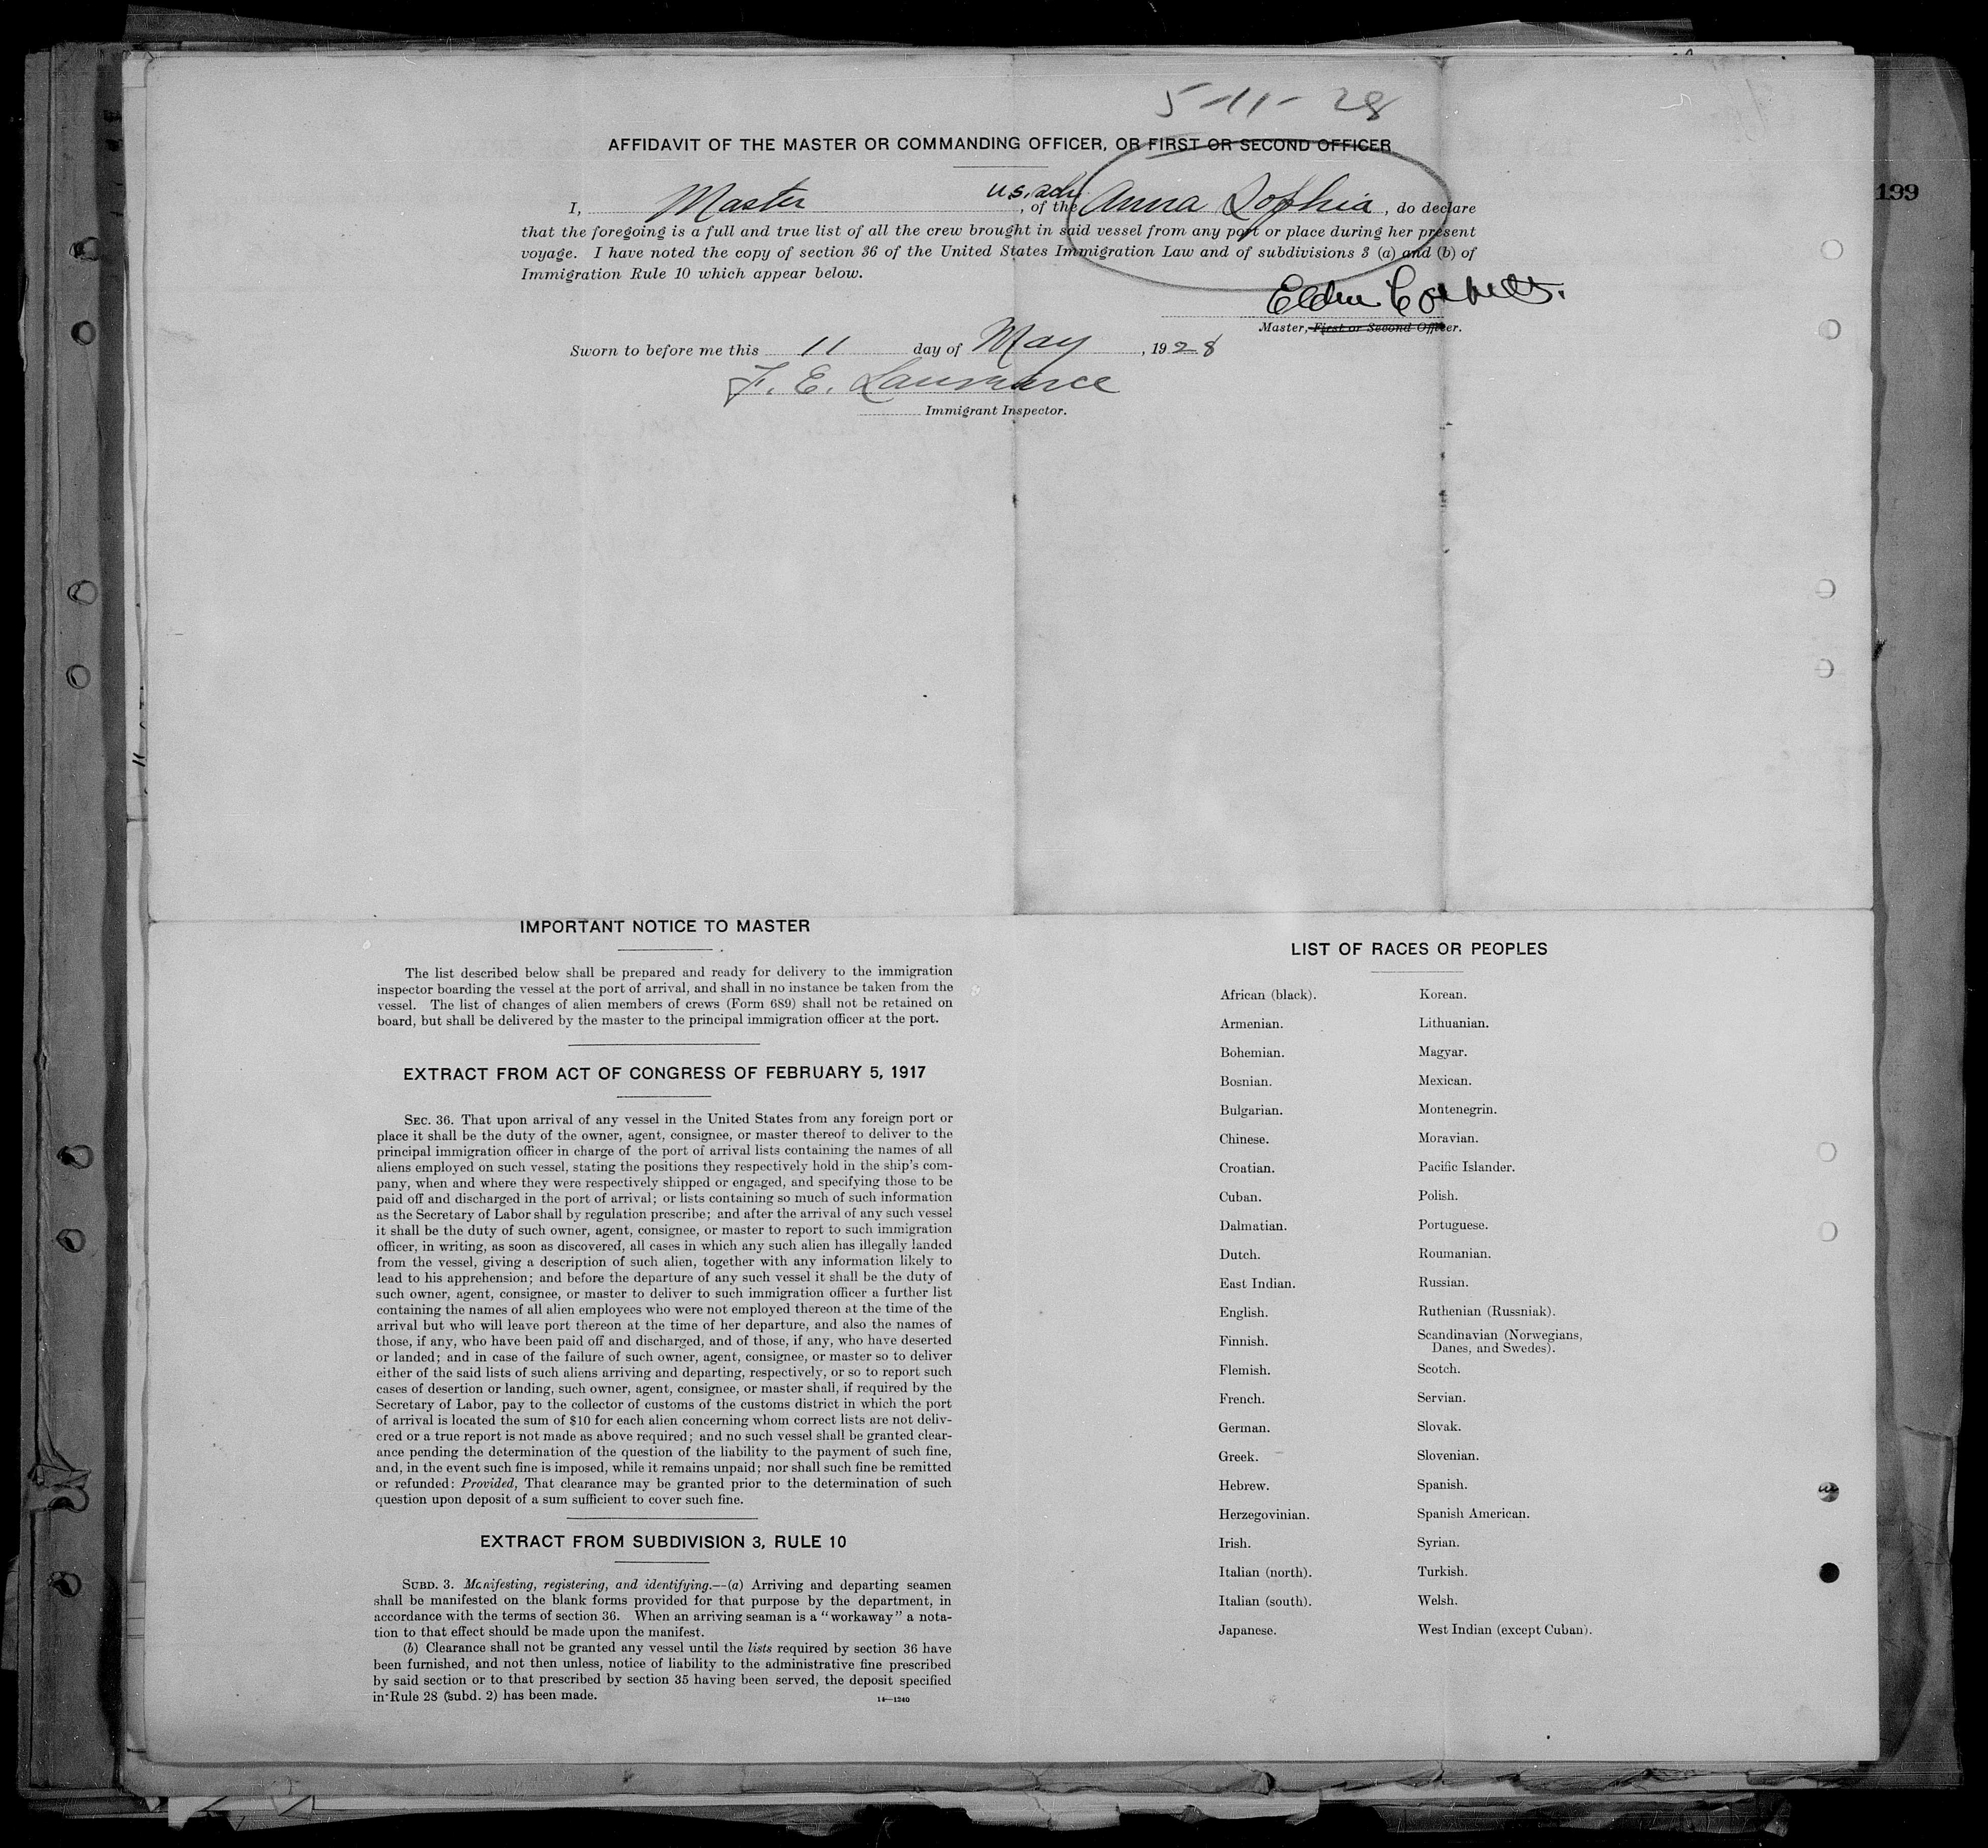 5-11-28
AFFIDAVIT OF THE MASTER OR COMMANDING OFFICER, OR FIRST OR SECOND OFFICER
I, Master U.S. sch. of the Anna Sophia, do declare
that the foregoing is a full and true list of all the crew brought in said vessel from any port or place during her present
voyage. I have noted the copy of section 36 of the United States Immigration Law and of subdivisions 3 (a) and (b) of
Immigration Rule 10 which appear below.
Master, First or Second Officer.
Sworn to before me this 11 day of May, 1928
F. E. Lawrence
Immigrant Inspector.
199
IMPORTANT NOTICE TO MASTER
The list described below shall be prepared and ready for delivery to the immigration
inspector boarding the vessel at the port of arrival, and shall in no instance be taken from the
vessel. The list of changes of alien members of crews (Form 689) shall not be retained on
board, but shall be delivered by the master to the principal immigration officer at the port.
EXTRACT FROM ACT OF CONGRESS OF FEBRUARY 5, 1917
SEC. 36. That upon arrival of any vessel in the United States from any foreign port or
place it shall be the duty of the owner, agent, consignee, or master thereof to deliver to the
principal immigration officer in charge of the port of arrival lists containing the names of all
aliens employed on such vessel, stating the positions they respectively hold in the ship's com-
pany, when and where they were respectively shipped or engaged, and specifying those to be
paid off and discharged in the port of arrival; or lists containing so much of such information
as the Secretary of Labor shall by regulation prescribe; and after the arrival of any such vessel
it shall be the duty of such owner, agent, consignee, or master to report to such immigration
officer, in writing, as soon as discovered, all cases in which any such alien has illegally landed
from the vessel, giving a description of such alien, together with any information likely to
lead to his apprehension; and before the departure of any such vessel it shall be the duty of
such owner, agent, consignee, or master to deliver to such immigration officer a further list
containing the names of all alien employees who were not employed thereon at the time of the
arrival but who will leave port thereon at the time of her departure, and also the names of
those, if any, who have been paid off and discharged, and of those, if any, who have deserted
or landed; and in case of the failure of such owner, agent, consignee, or master so to deliver
either of the said lists of such aliens arriving and departing, respectively, or so to report such
cases of desertion or landing, such owner, agent, consignee, or master shall, if required by the
Secretary of Labor, pay to the collector of customs of the customs district in which the port
of arrival is located the sum of $10 for each alien concerning whom correct lists are not deliv-
ered or a true report is not made as above required; and no such vessel shall be granted clear-
ance pending the determination of the question of the liability to the payment of such fine,
and, in the event such fine is imposed, while it remains unpaid; nor shall such fine be remitted
or refunded: Provided, That clearance may be granted prior to the determination of such
question upon deposit of a sum sufficient to cover such fine.
EXTRACT FROM SUBDIVISION 3, RULE 10
SUBD. 3. Manifesting, registering, and identifying.—(a) Arriving and departing seamen
shall be manifested on the blank forms provided for that purpose by the department, in
accordance with the terms of section 36. When an arriving seaman is a "workaway" a nota-
tion to that effect should be made upon the manifest.
(b) Clearance shall not be granted any vessel until the lists required by section 36 have
been furnished, and not then unless, notice of liability to the administrative fine prescribed
by said section or to that prescribed by section 35 having been served, the deposit specified
in Rule 28 (subd. 2) has been made.
14—1240
LIST OF RACES OR PEOPLES
African (black).
Armenian.
Bohemian.
Bosnian.
Bulgarian.
Chinese.
Croatian.
Cuban.
Dalmatian.
Dutch.
East Indian.
English.
Finnish.
Flemish.
French.
German.
Greek.
Hebrew.
Herzegovinian.
Irish.
Italian (north).
Italian (south).
Japanese.
Korean.
Lithuanian.
Magyar.
Mexican.
Montenegrin.
Moravian.
Pacific Islander.
Polish.
Portuguese.
Roumanian.
Russian.
Ruthenian (Russniak).
Scandinavian (Norwegians,
Danes, and Swedes).
Scotch.
Servian.
Slovak.
Slovenian.
Spanish.
Spanish American.
Syrian.
Turkish.
Welsh.
West Indian (except Cuban).